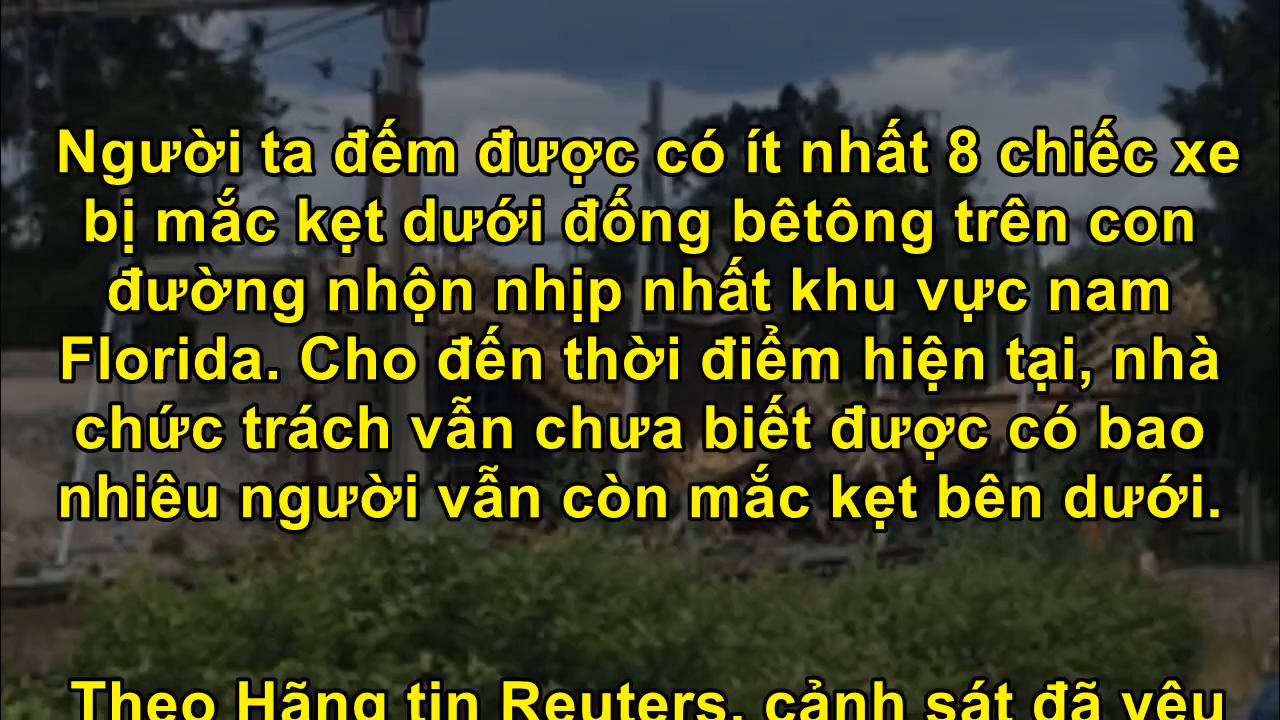 Người ta đếm được có ít nhất 8 chiếc xe
bị mắc kẹt dưới đống bêtông trên con
đường nhộn nhịp nhất khu vực nam
Florida. Cho đến thời điểm hiện tại, nhà
chức trách vẫn chưa biết được có bao
nhiêu người vẫn còn mắc kẹt bên dưới.
Theo Hãng tin Reuters, cảnh sát đã yêu